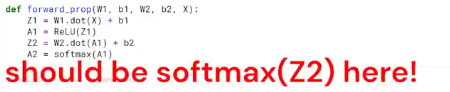 def forward_prop(W1, b1, W2, b2, X):
    Z1 = W1.dot(X) + b1
    A1 = ReLU(Z1)
    Z2 = W2.dot(A1) + b2
    A2 = softmax(A1)
should be softmax(Z2) here!